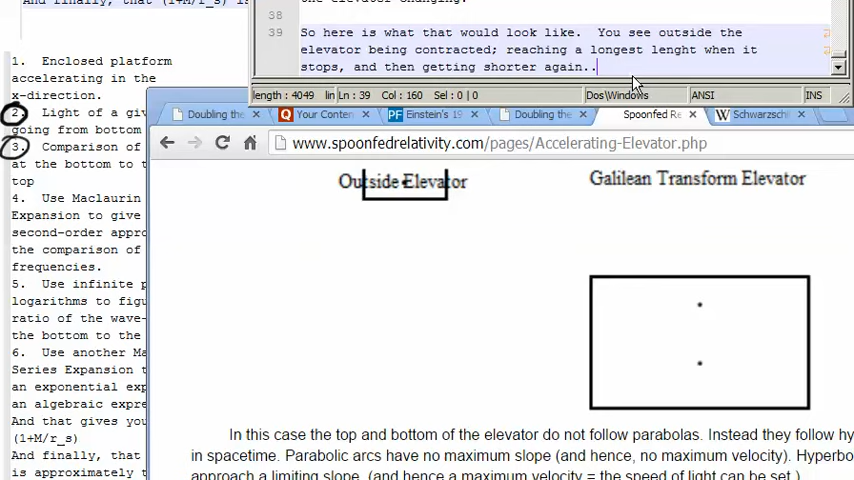 And finally, that (1+M/r_s) is
the elevator changing.
38
39 So here is what that would look like. You see outside the
elevator being contracted; reaching a longest lenght when it
stops, and then getting shorter again..
length : 4049 Ln : 39 Col : 160 Sel : 0 | 0 Dos\Windows ANSI INS
1. Enclosed platform
accelerating in the
x-direction.
2. Light of a giv
going from bottom
3. Comparison of
at the bottom to t
top
4. Use Maclaurin
Expansion to give
second-order appro
the comparison of
frequencies.
5. Use infinite p
logarithms to figu
ratio of the wave-
the bottom to the
6. Use another Ma
Series Expansion t
an exponential exp
an algebraic expre
And that gives you
(1+M/r_s)
And finally, that
is approximately t
Doubling the Your Conten Einstein's 19 Doubling the Spoonfed Re Schwarzschil
www.spoonfedrelativity.com/pages/Accelerating-Elevator.php
Outside Elevator
Galilean Transform Elevator
In this case the top and bottom of the elevator do not follow parabolas. Instead they follow hy
in spacetime. Parabolic arcs have no maximum slope (and hence, no maximum velocity). Hyperbo
approach a limiting slope. (and hence a maximum velocity = the speed of light can be set.)